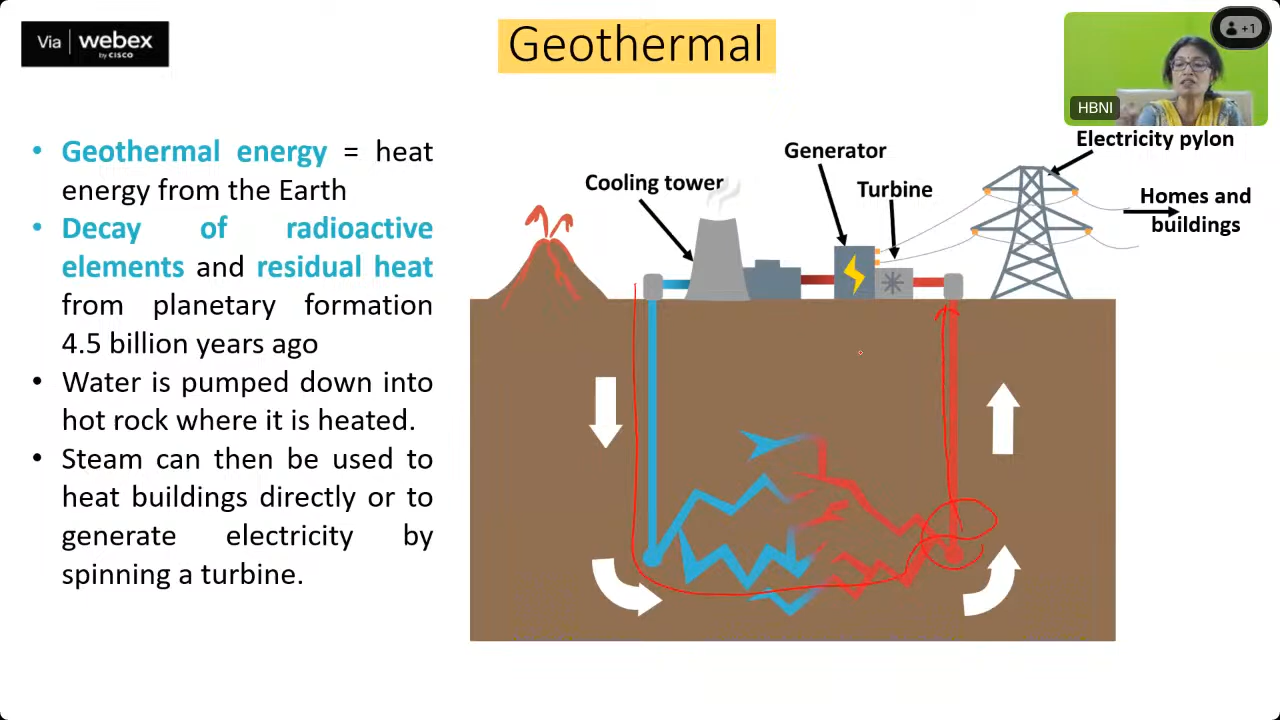 Via webex
by CISCO
Geothermal
+1
HBNI
• Geothermal energy = heat
energy from the Earth
• Decay of radioactive
elements and residual heat
from planetary formation
4.5 billion years ago
• Water is pumped down into
hot rock where it is heated.
• Steam can then be used to
heat buildings directly or to
generate electricity by
spinning a turbine.
Cooling tower
Generator
Turbine
Electricity pylon
Homes and
buildings